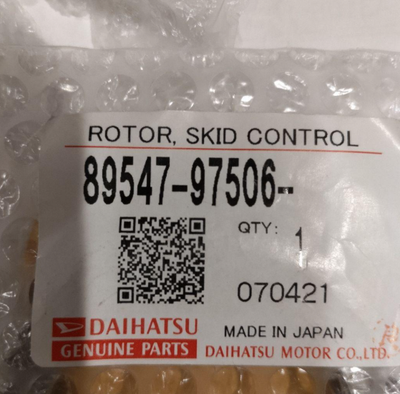 ROTOR, SKID CONTROL
89547-97506--
QTY: 1
070421
DAIHATSU
MADE IN JAPAN
GENUINE PARTS
DAIHATSU MOTOR CO.,LTD.